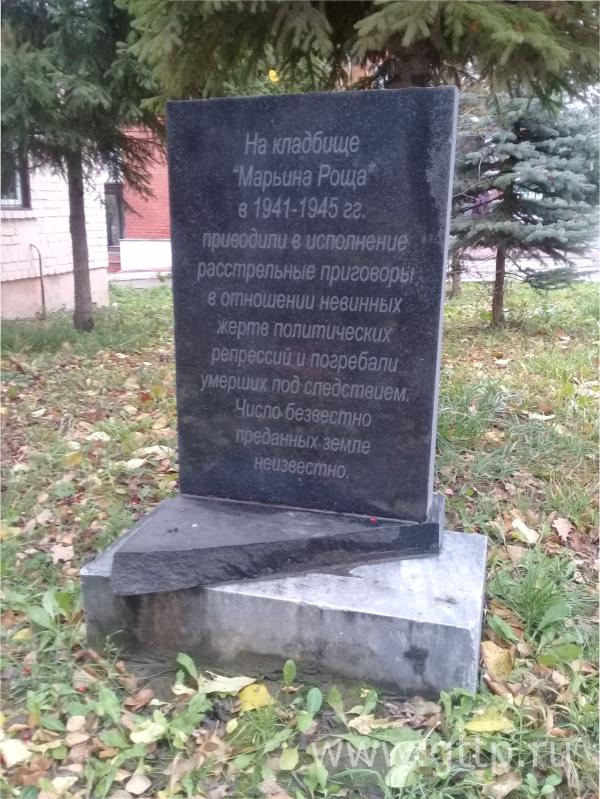 На кладбище
"Марьина Роща"
в 1941-1945 гг.
приводили в исполнение
расстрельные приговоры
в отношении невинных
жертв политических
репрессий и погребали
умерших под следствием.
Число безвестно
преданных земле
неизвестно.